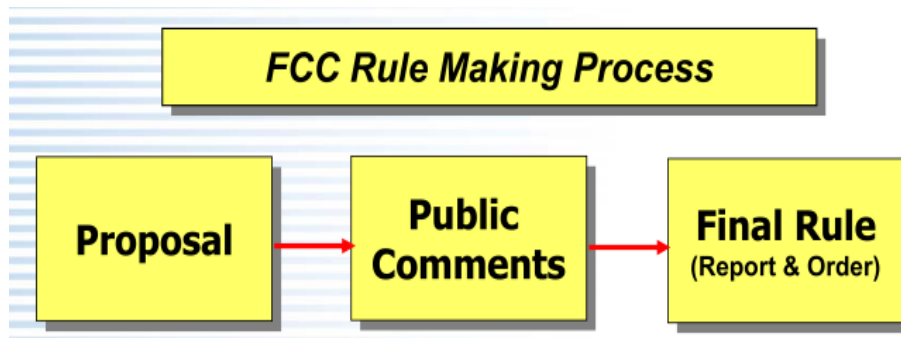 FCC Rule Making Process
Proposal
Public
Comments
Final Rule
(Report & Order)